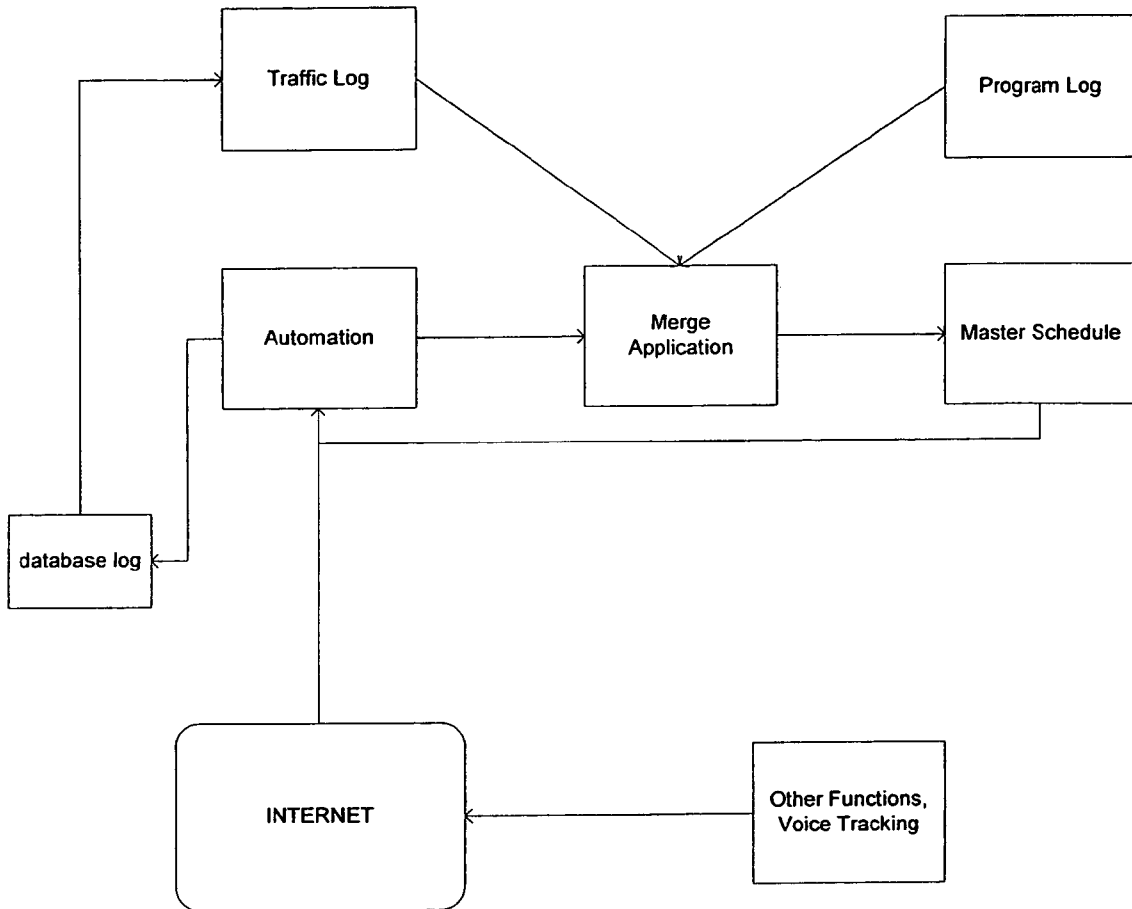 Traffic Log
Program Log
Automation
Merge
Application
Master Schedule
database log
INTERNET
Other Functions,
Voice Tracking